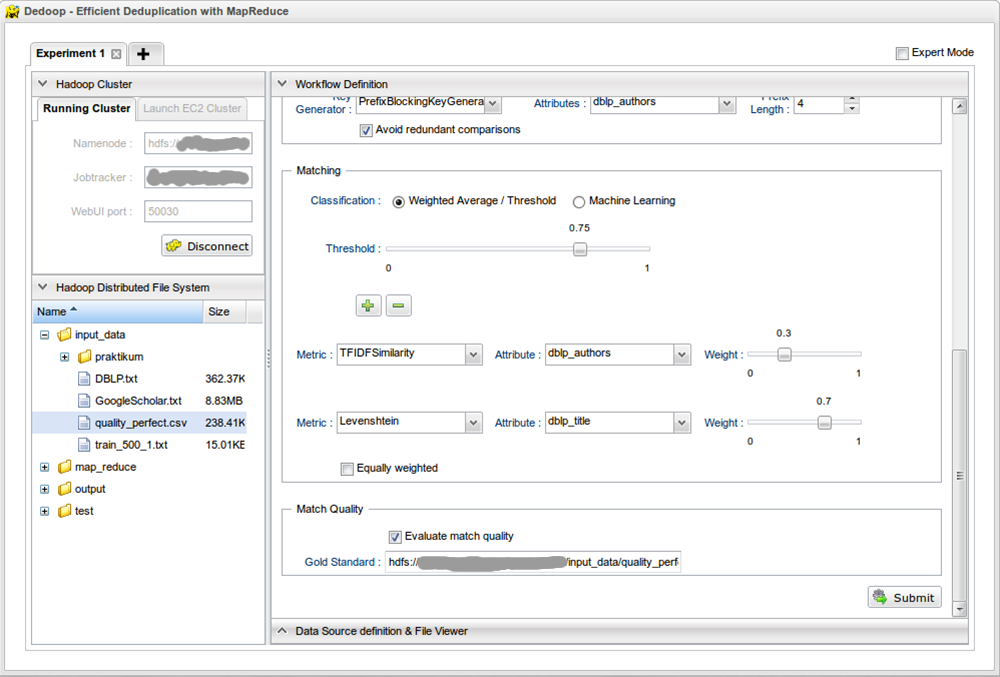 Dedoop - Efficient Deduplication with MapReduce
Experiment 1
Expert Mode
Hadoop Cluster
Running Cluster Launch EC2 Cluster
Namenode : hdfs://
Jobtracker :
WebUI port : 50030
Disconnect
Hadoop Distributed File System
Name Size
input_data
praktikum
DBLP.txt 362.37K
GoogleScholar.txt 8.83MB
quality_perfect.csv 238.41K
train_500_1.txt 15.01KB
map_reduce
output
test
Workflow Definition
Key Generator : PrefixBlockingKeyGenera Attributes : dblp_authors Prefix Length : 4
Avoid redundant comparisons
Matching
Classification : Weighted Average / Threshold Machine Learning
0.75
Threshold :
0 1
0.3
Metric : TFIDFSimilarity Attribute : dblp_authors Weight :
0 1
0.7
Metric : Levenshtein Attribute : dblp_title Weight :
0 1
Equally weighted
Match Quality
Evaluate match quality
Gold Standard : hdfs:// /input_data/quality_perf
Submit
Data Source definition & File Viewer